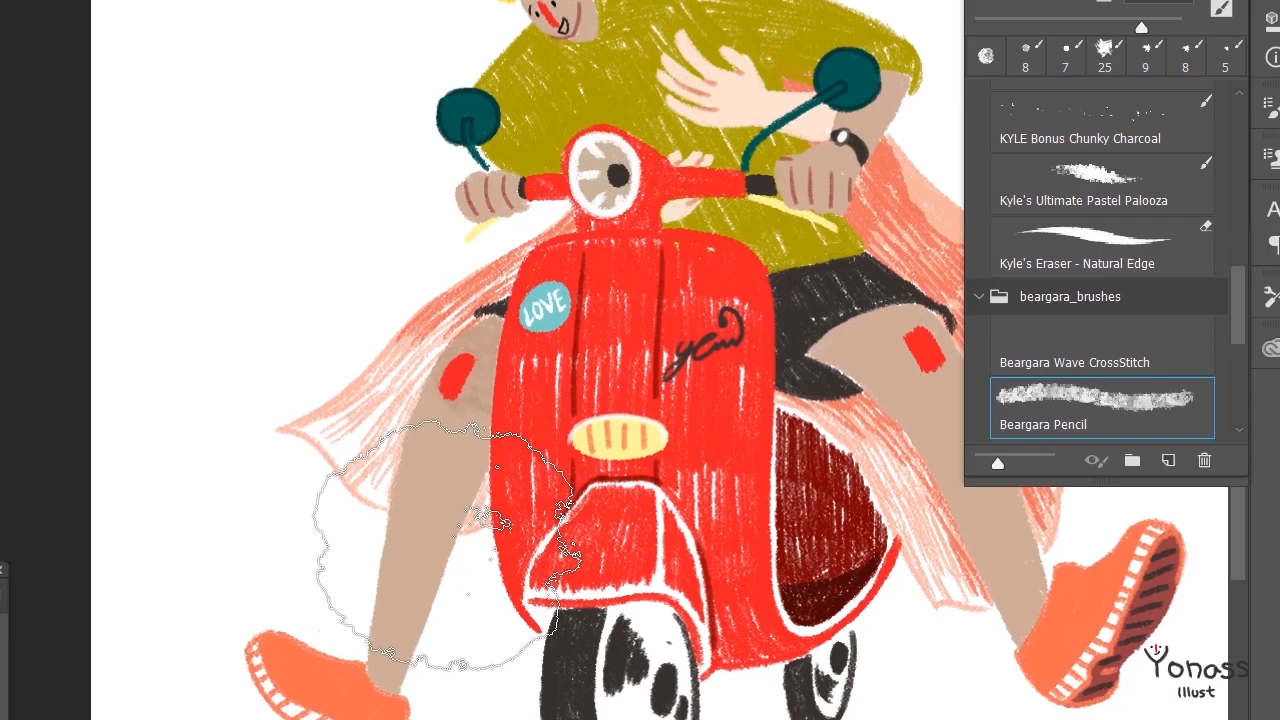 8 7 25 9 8 5
KYLE Bonus Chunky Charcoal
Kyle's Ultimate Pastel Palooza
Kyle's Eraser - Natural Edge
beargara_brushes
Beargara Wave CrossStitch
Beargara Pencil
LOVE
Yonass
Illust